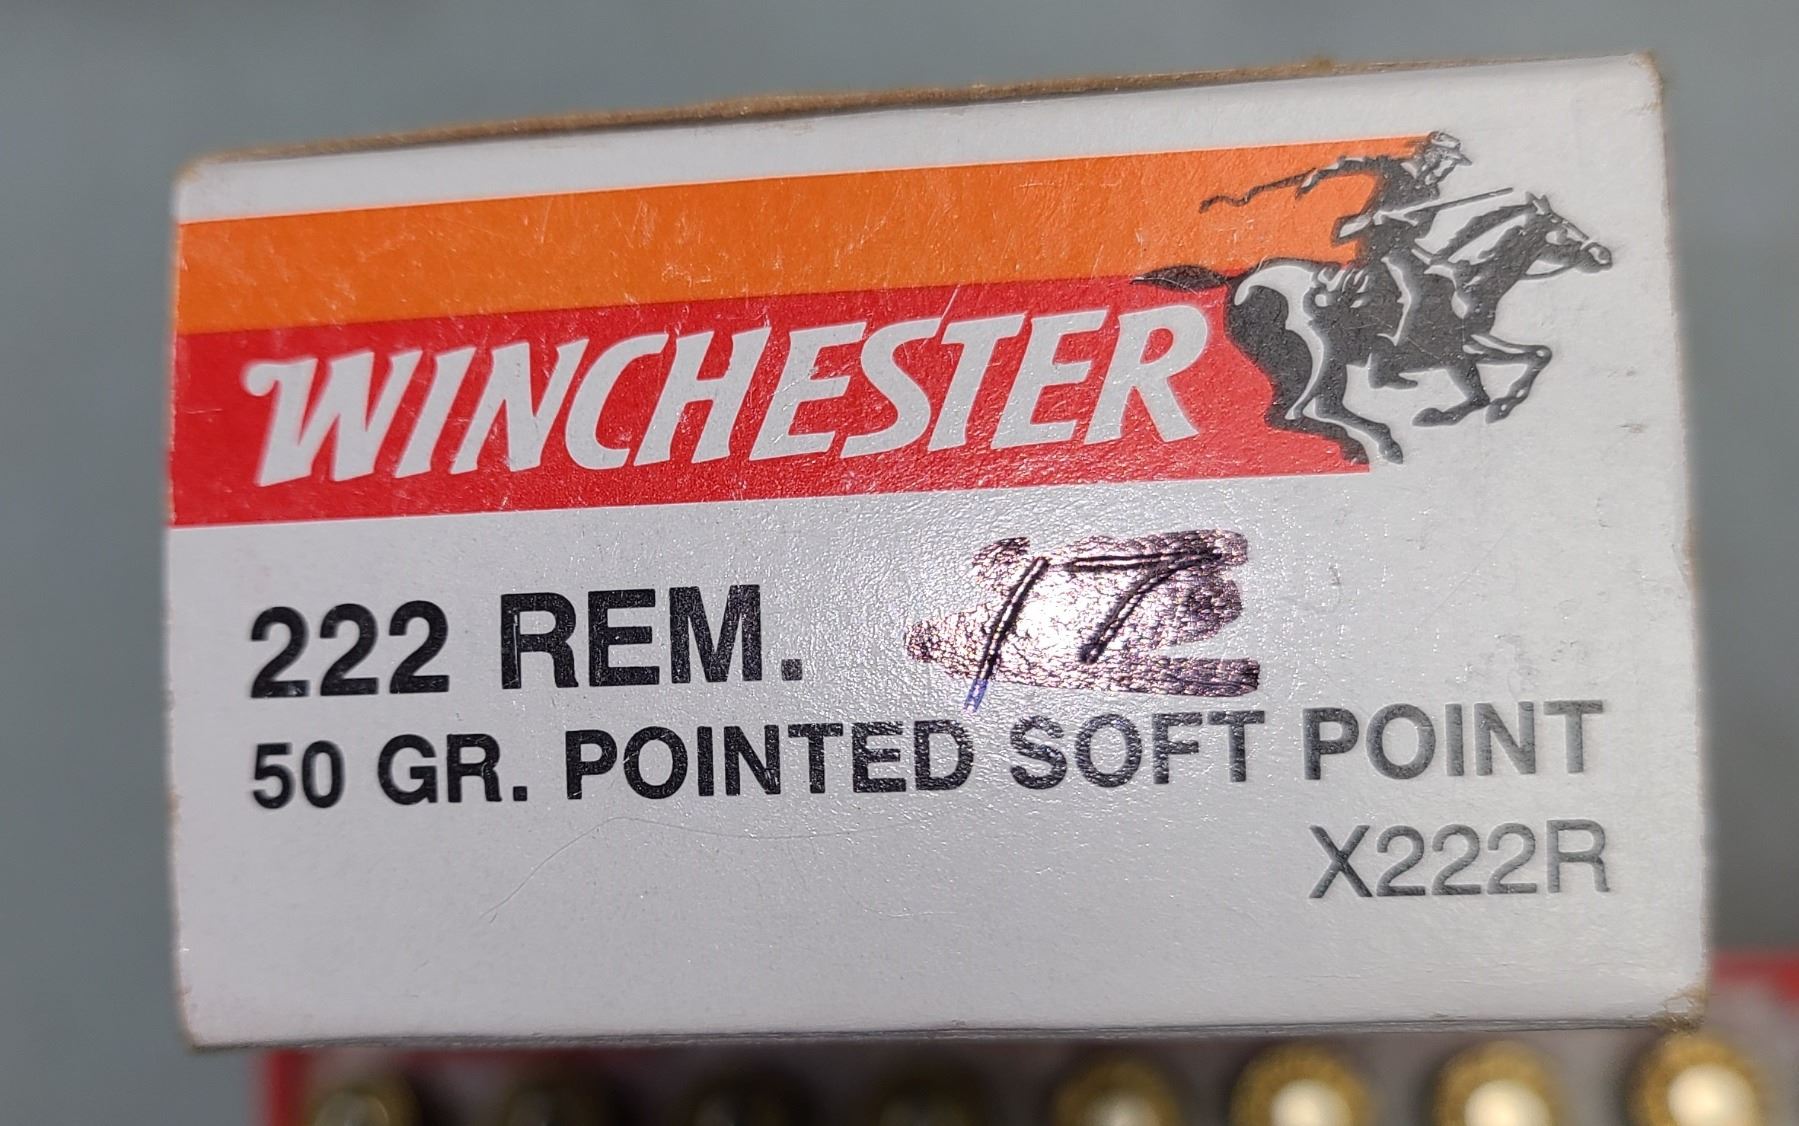 WINCHESTER
222 REM. 17
50 GR. POINTED SOFT POINT
X222R